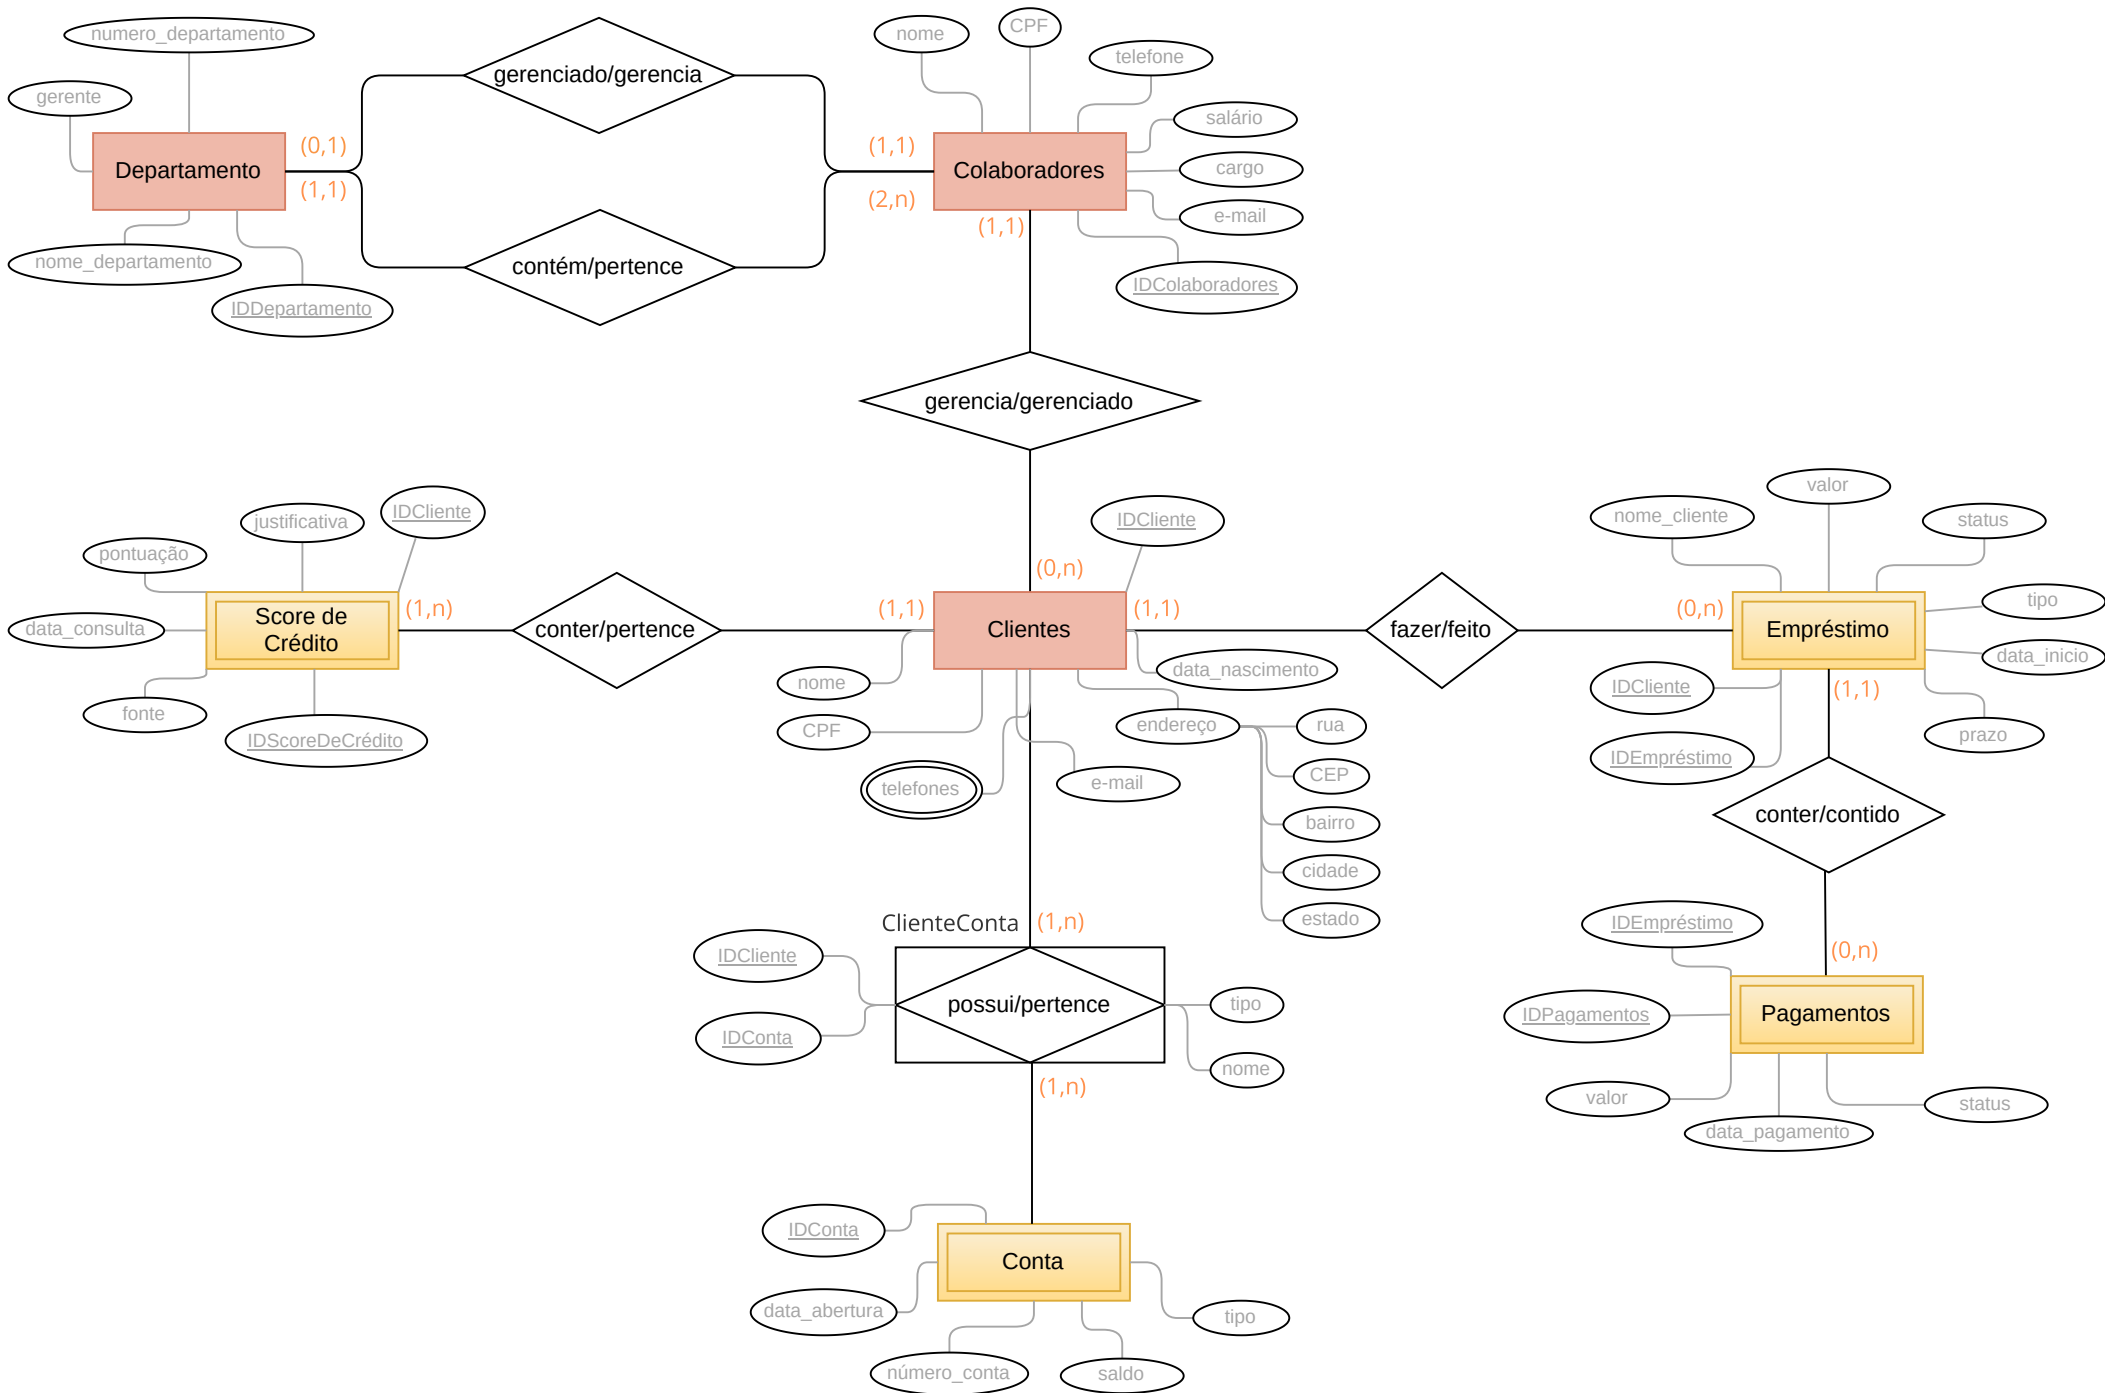 numero_departamento
gerente
Departamento
nome_departamento
IDDepartamento
(0,1)
(1,1)
gerenciado/gerencia
contém/pertence
(1,1)
(2,n)
nome
CPF
telefone
salário
cargo
e-mail
IDColaboradores
Colaboradores
(1,1)
gerencia/gerenciado
(0,n)
justificativa
IDCliente
pontuação
data_consulta
Score de
Crédito
fonte
IDScoreDeCrédito
(1,n)
conter/pertence
(1,1)
IDCliente
Clientes
(1,1)
nome
CPF
telefones
e-mail
data_nascimento
endereço
rua
CEP
bairro
cidade
estado
fazer/feito
(0,n)
nome_cliente
valor
status
tipo
Empréstimo
data_inicio
prazo
IDCliente
IDEmpréstimo
(1,1)
conter/contido
(0,n)
IDEmpréstimo
IDPagamentos
Pagamentos
valor
data_pagamento
status
ClienteConta
(1,n)
IDCliente
IDConta
possui/pertence
tipo
nome
(1,n)
IDConta
Conta
data_abertura
número_conta
saldo
tipo